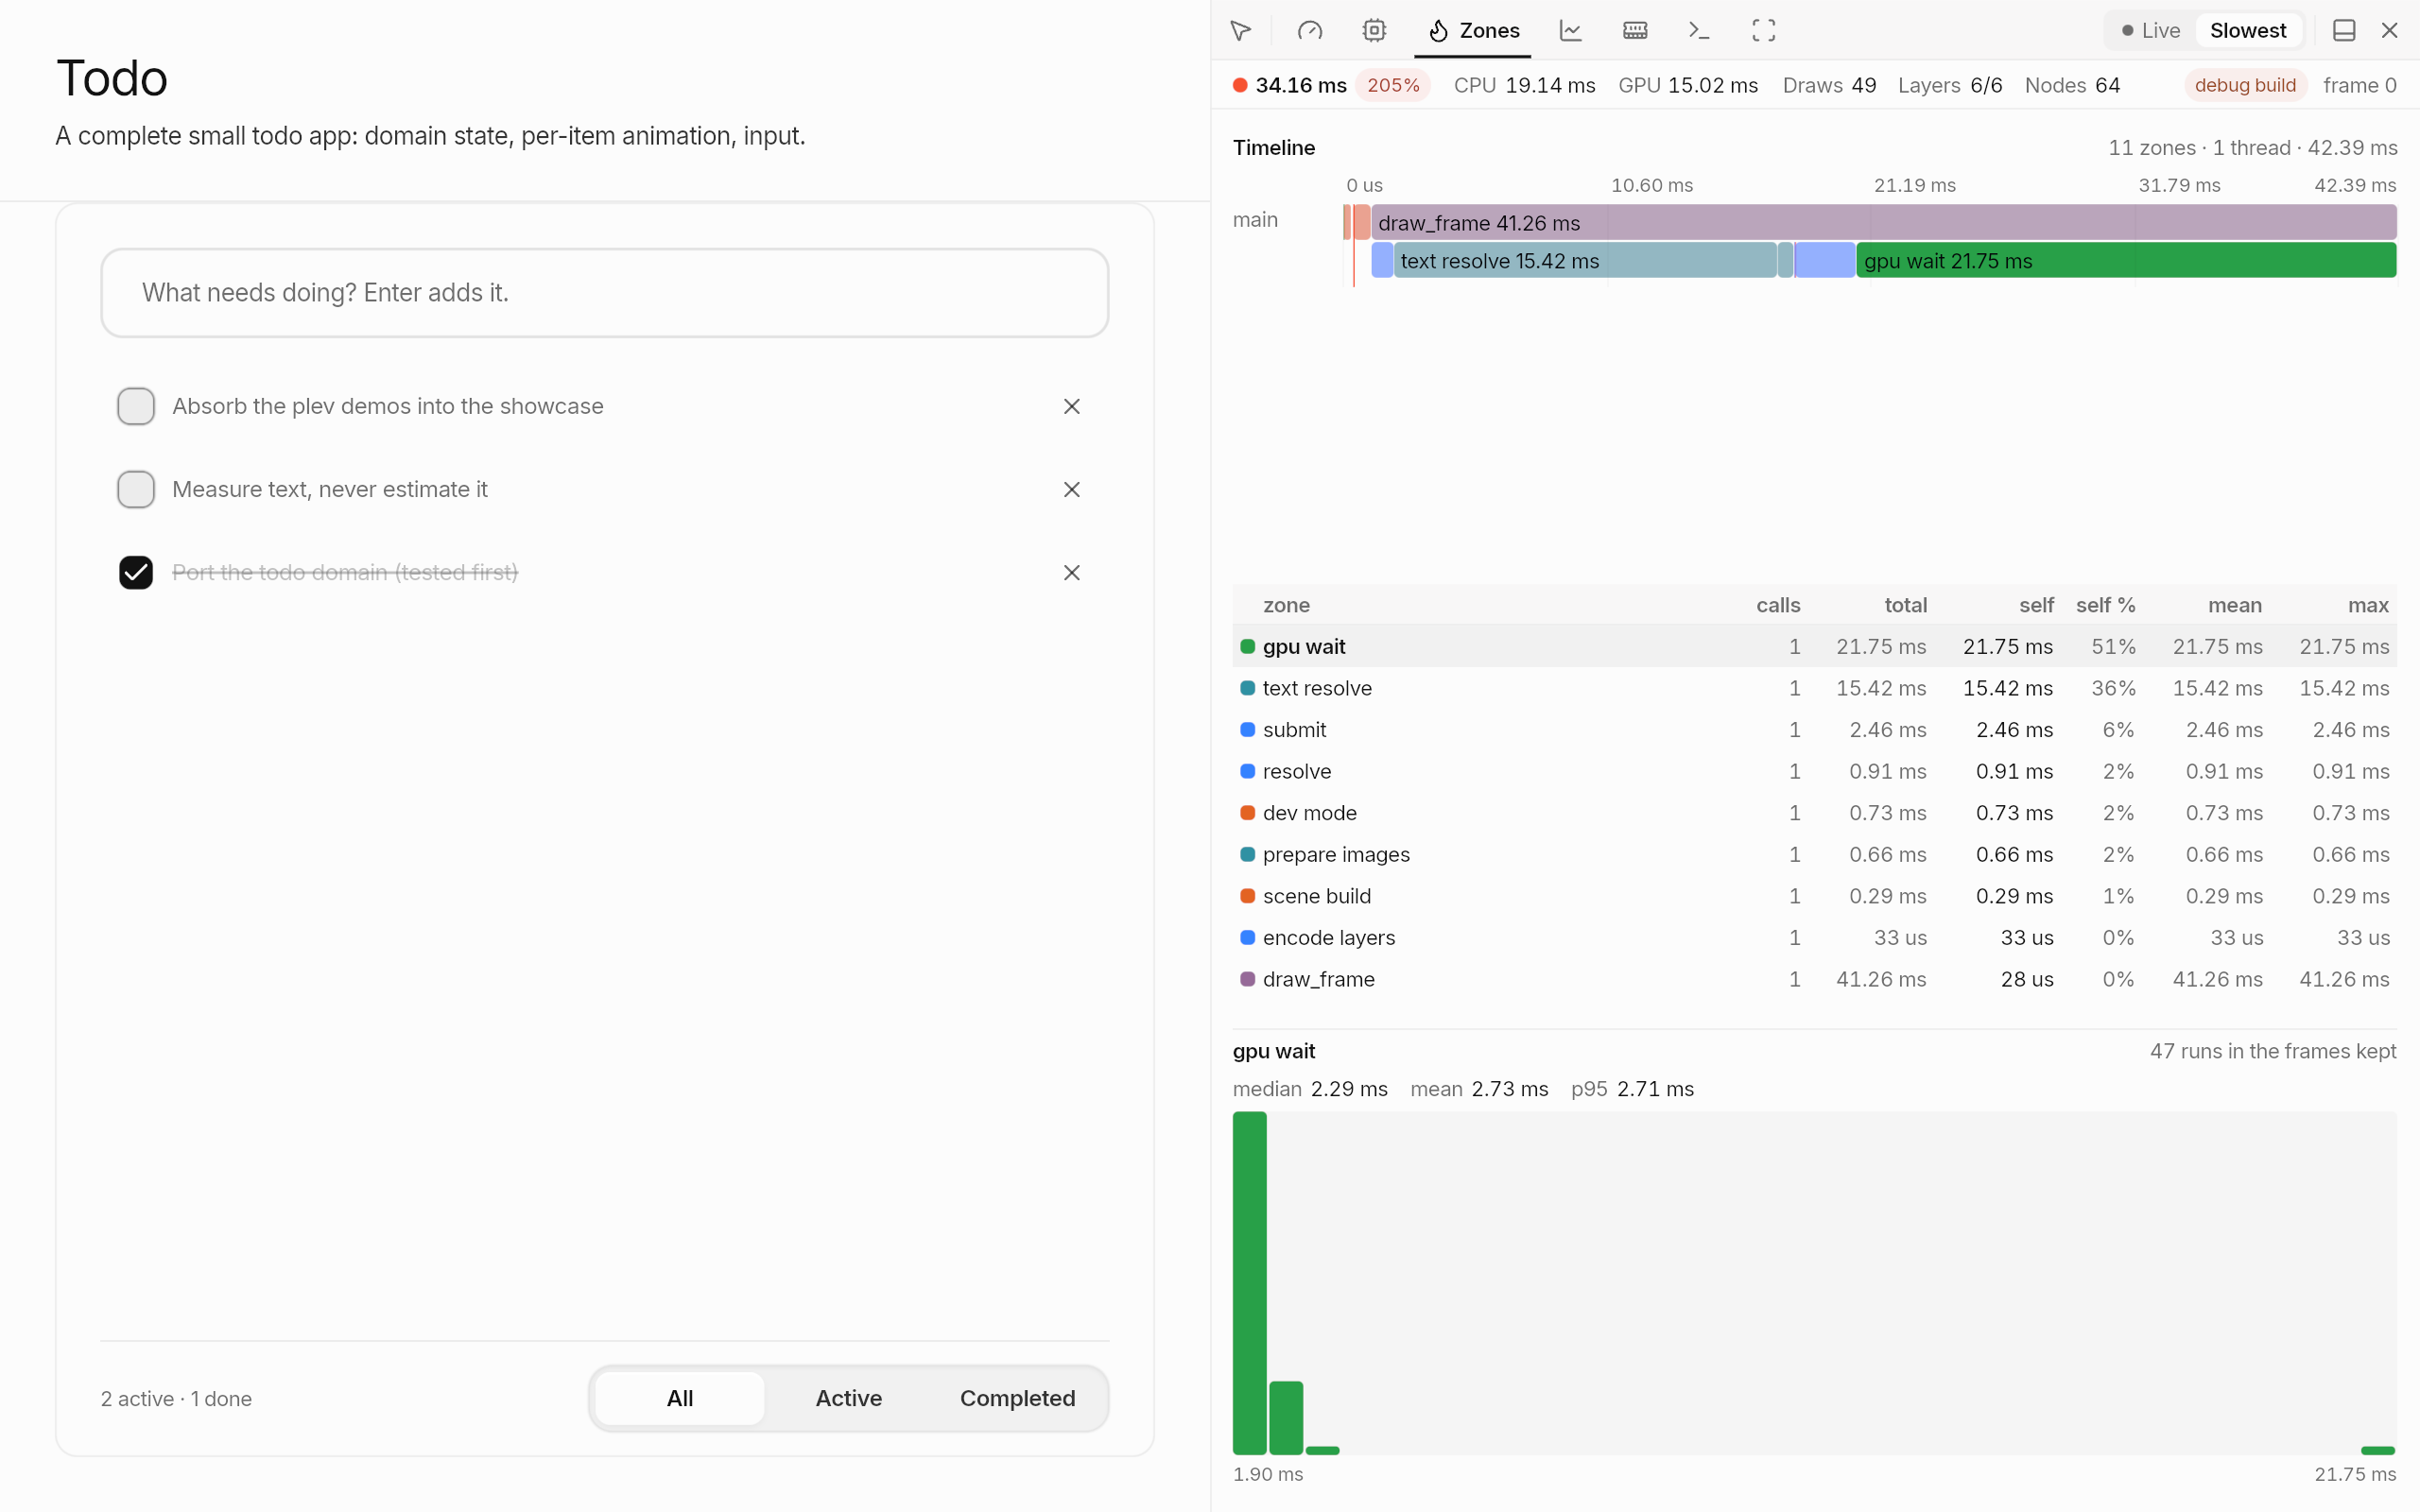 Todo
A complete small todo app: domain state, per-item animation, input.
What needs doing? Enter adds it.
Absorb the plev demos into the showcase
Measure text, never estimate it
Port the todo domain (tested first)
2 active · 1 done
All Active Completed
Zones Live Slowest
34.16 ms 205% CPU 19.14 ms GPU 15.02 ms Draws 49 Layers 6/6 Nodes 64 debug build frame 0
Timeline 11 zones · 1 thread · 42.39 ms
0 us 10.60 ms 21.19 ms 31.79 ms 42.39 ms
main draw_frame 41.26 ms
text resolve 15.42 ms gpu wait 21.75 ms
zone calls total self self % mean max
gpu wait 1 21.75 ms 21.75 ms 51% 21.75 ms 21.75 ms
text resolve 1 15.42 ms 15.42 ms 36% 15.42 ms 15.42 ms
submit 1 2.46 ms 2.46 ms 6% 2.46 ms 2.46 ms
resolve 1 0.91 ms 0.91 ms 2% 0.91 ms 0.91 ms
dev mode 1 0.73 ms 0.73 ms 2% 0.73 ms 0.73 ms
prepare images 1 0.66 ms 0.66 ms 2% 0.66 ms 0.66 ms
scene build 1 0.29 ms 0.29 ms 1% 0.29 ms 0.29 ms
encode layers 1 33 us 33 us 0% 33 us 33 us
draw_frame 1 41.26 ms 28 us 0% 41.26 ms 41.26 ms
gpu wait 47 runs in the frames kept
median 2.29 ms mean 2.73 ms p95 2.71 ms
1.90 ms 21.75 ms